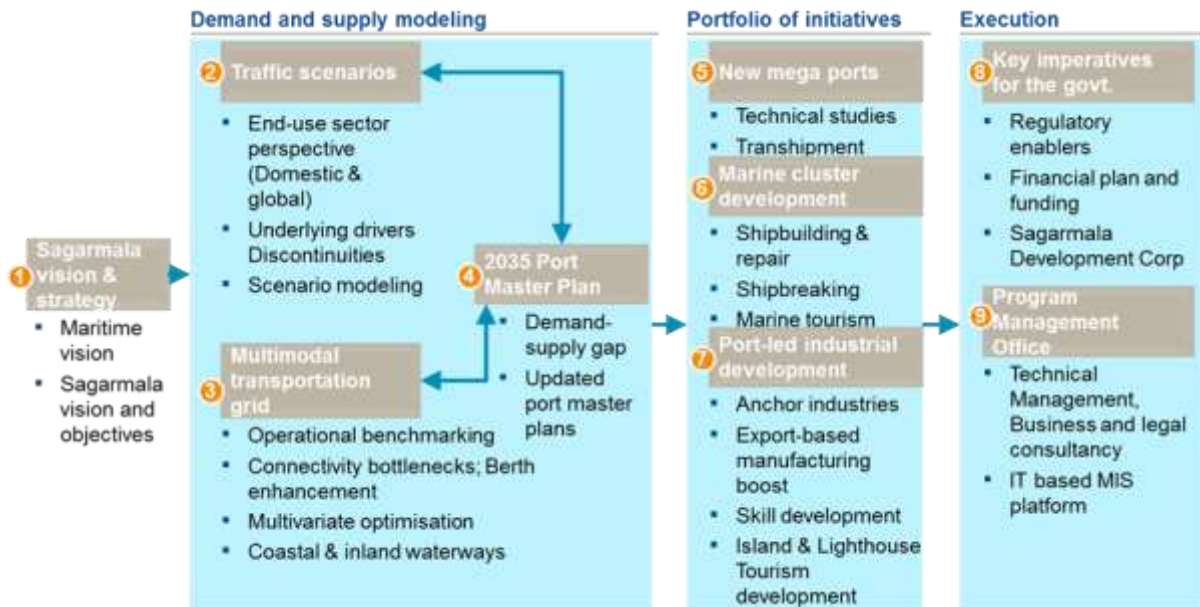 Demand and supply modeling
Portfolio of initiatives
Execution
1
Sagarmala
vision &
strategy
▪ Maritime
vision
▪ Sagarmala
vision and
objectives
2
Traffic scenarios
▪ End-use sector
perspective
(Domestic &
global)
▪ Underlying drivers
Discontinuities
▪ Scenario modeling
3
Multimodal
transportation
grid
▪ Operational benchmarking
▪ Connectivity bottlenecks; Berth
enhancement
▪ Multivariate optimisation
▪ Coastal & inland waterways
4
2035 Port
Master Plan
▪ Demand-
supply gap
▪ Updated
port master
plans
5
New mega ports
▪ Technical studies
▪ Transhipment
6
Marine cluster
development
▪ Shipbuilding &
repair
▪ Shipbreaking
▪ Marine tourism
7
Port-led industrial
development
▪ Anchor industries
▪ Export-based
manufacturing
boost
▪ Skill development
▪ Island & Lighthouse
Tourism
development
8
Key imperatives
for the govt.
▪ Regulatory
enablers
▪ Financial plan and
funding
▪ Sagarmala
Development Corp
9
Program
Management
Office
▪ Technical
Management,
Business and legal
consultancy
▪ IT based MIS
platform